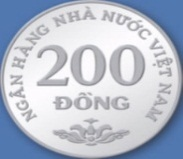 NGÂN HÀNG NHÀ NƯỚC VIỆT NAM
200
ĐỒNG